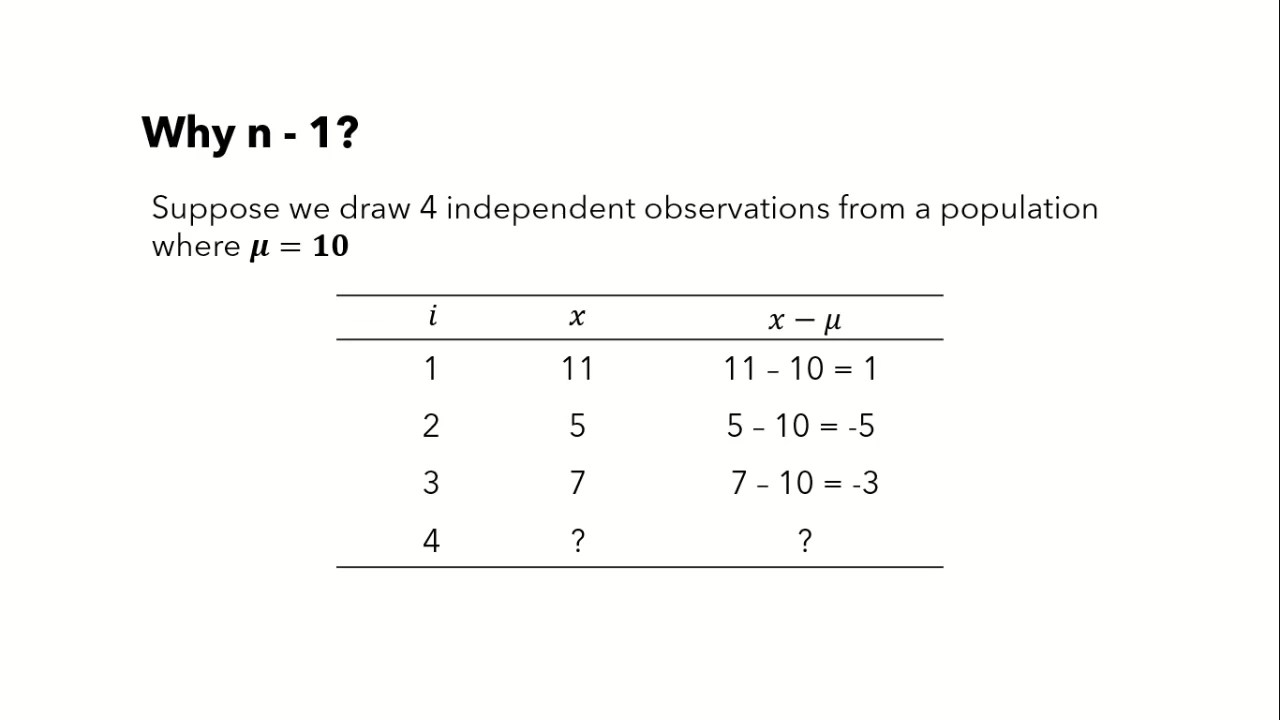 Why n - 1?
Suppose we draw 4 independent observations from a population
where μ = 10
i x x − μ
1 11 11 – 10 = 1
2 5 5 – 10 = -5
3 7 7 – 10 = -3
4 ? ?